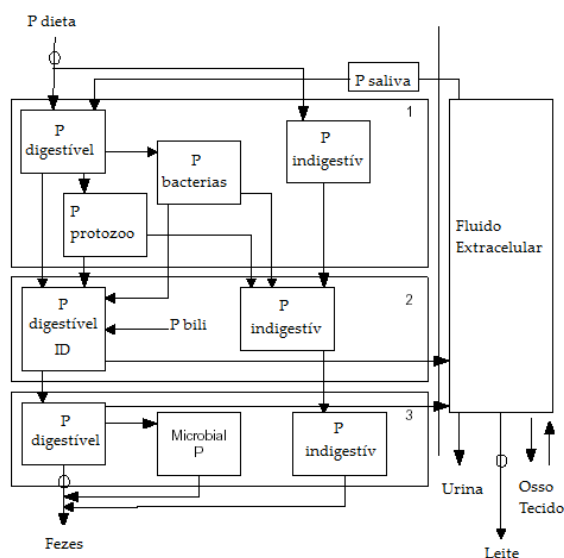 P dieta
P saliva
1
P
digestível
P
bacterias
P
indigestív
P
protozoo
Fluido
Extracelular
2
P
digestível
ID
P bili
P
indigestív
3
P
digestível
Microbial
P
P
indigestív
Urina
Osso
Tecido
Fezes
Leite